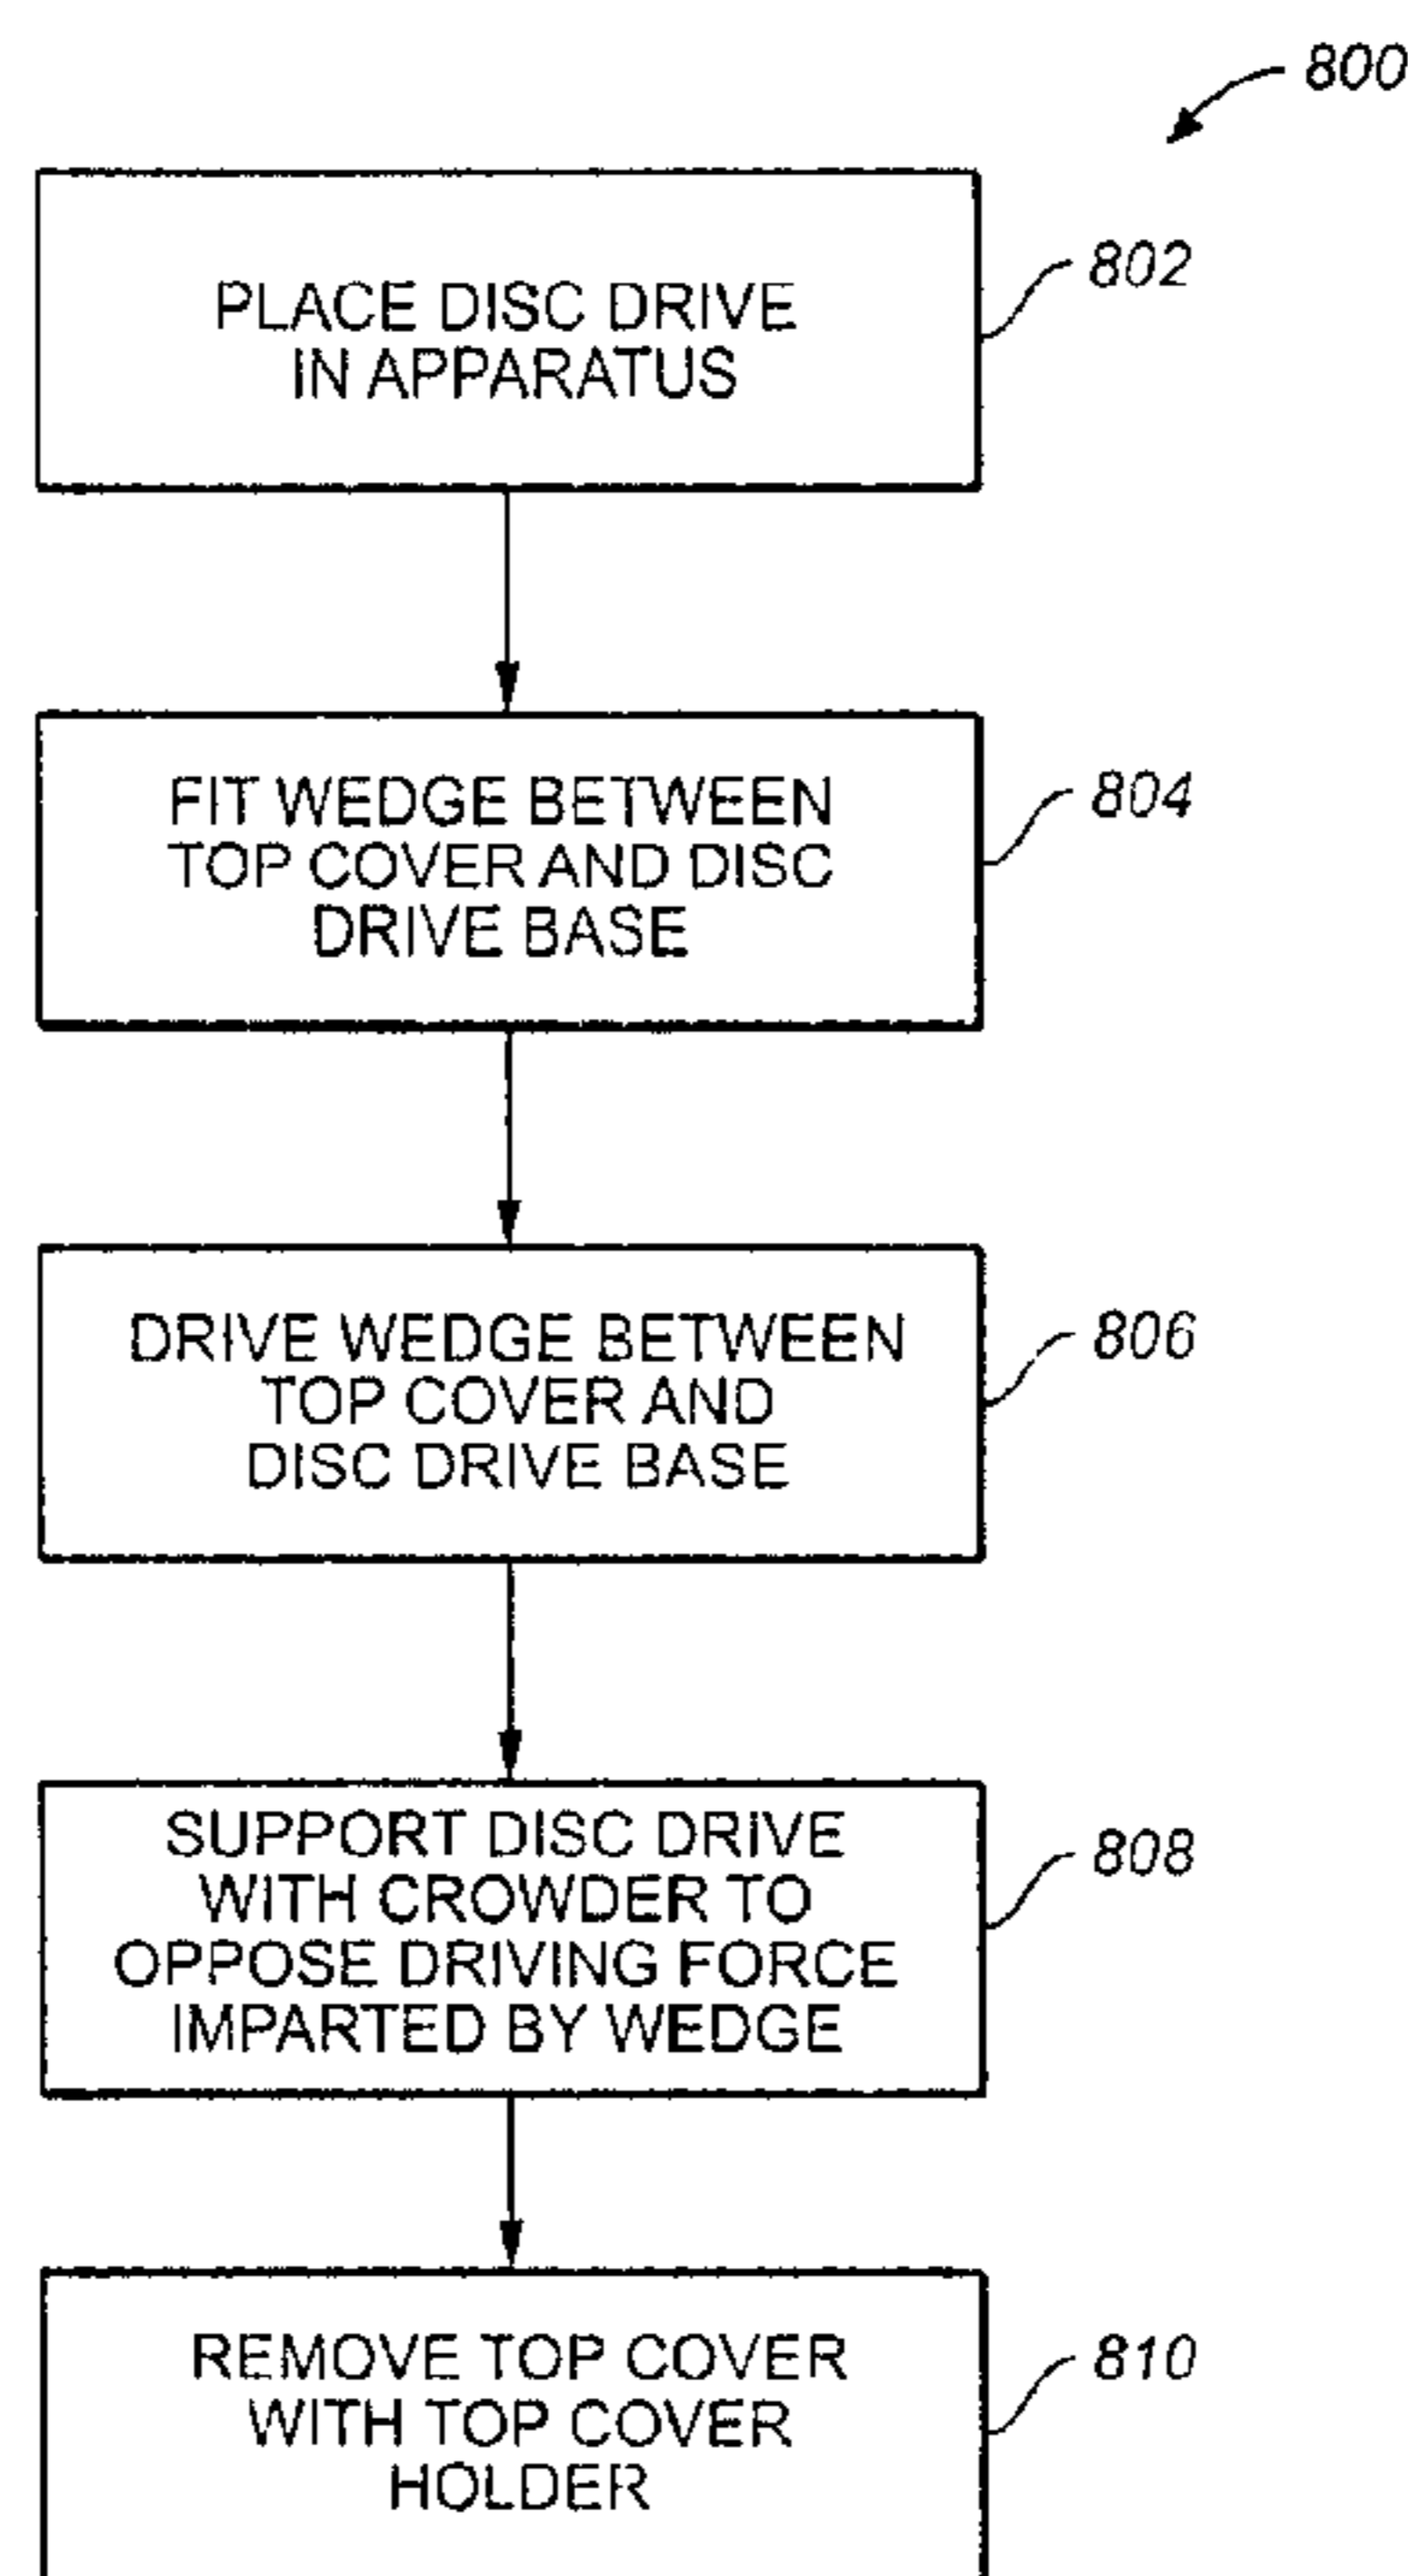 800
802
PLACE DISC DRIVE
IN APPARATUS
804
FIT WEDGE BETWEEN
TOP COVER AND DISC
DRIVE BASE
806
DRIVE WEDGE BETWEEN
TOP COVER AND
DISC DRIVE BASE
808
SUPPORT DISC DRIVE
WITH CROWDER TO
OPPOSE DRIVING FORCE
IMPARTED BY WEDGE
810
REMOVE TOP COVER
WITH TOP COVER
HOLDER